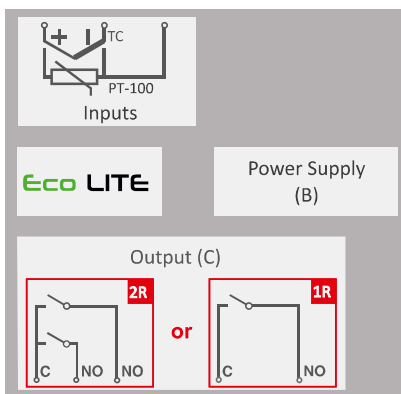 + − TC
PT-100
Inputs
Eco LITE
Power Supply
(B)
Output (C)
2R
C NO NO
or
1R
C NO